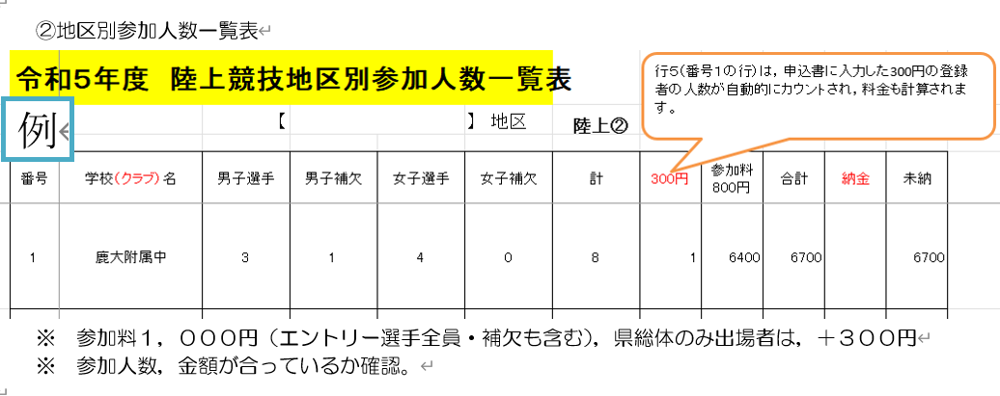 ②地区別参加人数一覧表↵
令和5年度　陸上競技地区別参加人数一覧表
行5(番号1の行)は，申込書に入力した300円の登録
者の人数が自動的にカウントされ，料金も計算されま
す。
例
【　　　　　　　　　】 地区　　陸上②
番号 学校(クラブ)名 男子選手 男子補欠 女子選手 女子補欠 計 300円 参加料 800円 合計 納金 未納
1 鹿大附属中 3 1 4 0 8 1 6400 6700 6700
※　参加料１，０００円（エントリー選手全員・補欠も含む），県総体のみ出場者は，＋３００円↵
※　参加人数，金額が合っているか確認。↵